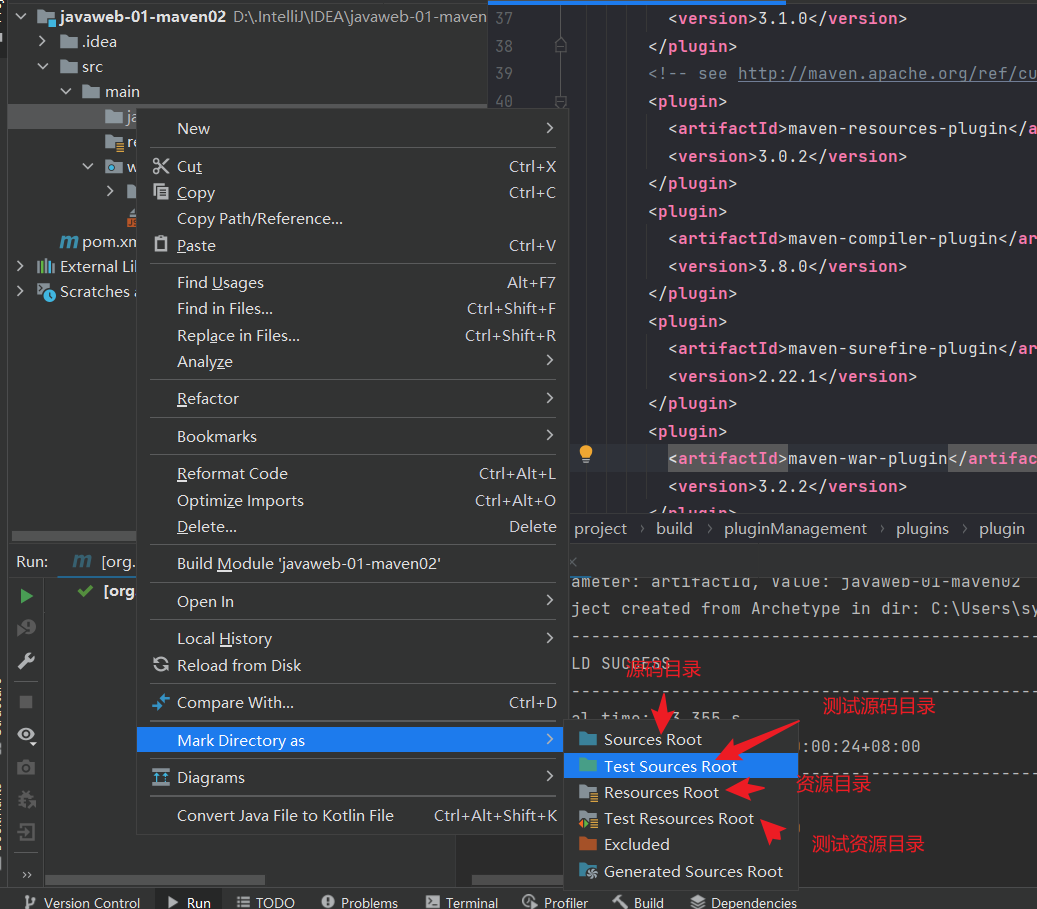 javaweb-01-maven02 D:\.IntelliJ\IDEA\javaweb-01-maven
.idea
src
main
pom.xm
External Li
Scratches
New
Cut Ctrl+X
Copy Ctrl+C
Copy Path/Reference...
Paste Ctrl+V
Find Usages Alt+F7
Find in Files... Ctrl+Shift+F
Replace in Files... Ctrl+Shift+R
Analyze
Refactor
Bookmarks
Reformat Code Ctrl+Alt+L
Optimize Imports Ctrl+Alt+O
Delete... Delete
Build Module 'javaweb-01-maven02'
Open In
Local History
Reload from Disk
Compare With... Ctrl+D
Mark Directory as
Diagrams
Convert Java File to Kotlin File Ctrl+Alt+Shift+K
37 <version>3.1.0</version>
38 </plugin>
39 <!-- see http://maven.apache.org/ref/cu
40 <plugin>
<artifactId>maven-resources-plugin</a
<version>3.0.2</version>
</plugin>
<plugin>
<artifactId>maven-compiler-plugin</ar
<version>3.8.0</version>
</plugin>
<plugin>
<artifactId>maven-surefire-plugin</ar
<version>2.22.1</version>
</plugin>
<plugin>
<artifactId>maven-war-plugin</artifac
<version>3.2.2</version>
</plugin>
project › build › pluginManagement › plugins › plugin
Run: m [org.
[org
ameter: artifactId, Value: javaweb-01-maven02
ject created from Archetype in dir: C:\Users\sy
LD SUCCESS
源码目录
al time: 3.355 s
测试源码目录
:00:24+08:00
Sources Root
Test Sources Root
Resources Root
资源目录
Test Resources Root
测试资源目录
Excluded
Generated Sources Root
Version Control Run TODO Problems Terminal Profiler Build Dependencies